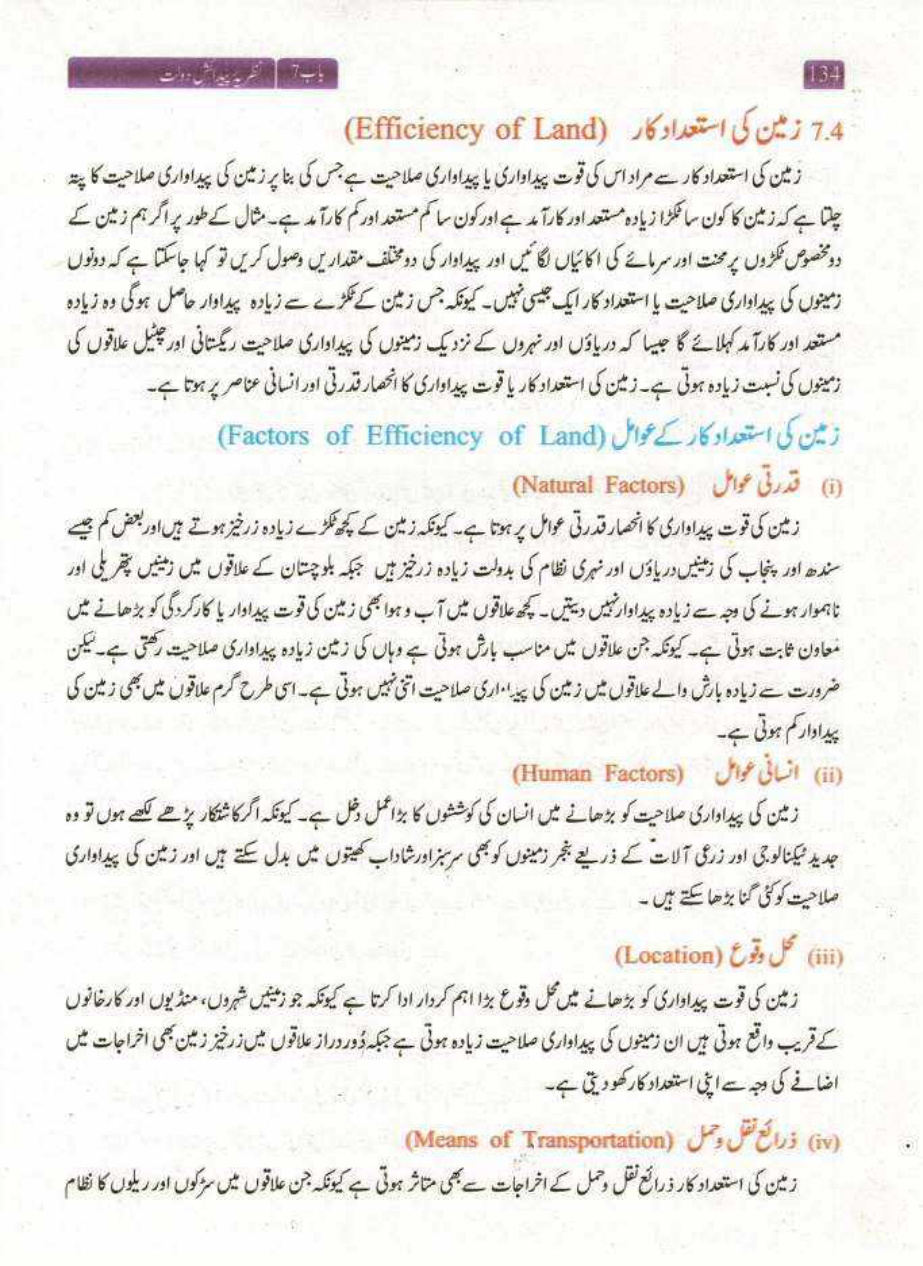 134
باب7 نظریہ پیدائش دولت
7.4 زمین کی استعداد کار (Efficiency of Land)
زمین کی استعداد کار سے مراد اس کی قوت پیداواری یا پیداواری صلاحیت ہے جس کی بنا پر زمین کی پیداواری صلاحیت کا پتہ
چلتا ہے کہ زمین کا کون سا ٹکڑا زیادہ مستعد اور کارآمد ہے اور کون سا کم مستعد اور کم کارآمد ہے۔ مثال کے طور پر اگر ہم زمین کے
دو مخصوص ٹکڑوں پر محنت اور سرمائے کی اکائیاں لگائیں اور پیداوار کی دو مختلف مقداریں وصول کریں تو کہا جاسکتا ہے کہ دونوں
زمینوں کی پیداواری صلاحیت یا استعداد کار ایک جیسی نہیں۔ کیونکہ جس زمین کے ٹکڑے سے زیادہ پیداوار حاصل ہوگی وہ زیادہ
مستعد اور کارآمد کہلائے گا جیسا کہ دریاؤں اور نہروں کے نزدیک زمینوں کی پیداواری صلاحیت ریگستانی اور چٹیل علاقوں کی
زمینوں کی نسبت زیادہ ہوتی ہے۔ زمین کی استعداد کار یا قوت پیداواری کا انحصار قدرتی اور انسانی عناصر پر ہوتا ہے۔
زمین کی استعداد کار کے عوامل (Factors of Efficiency of Land)
(i) قدرتی عوامل (Natural Factors)
زمین کی قوت پیداواری کا انحصار قدرتی عوامل پر ہوتا ہے۔ کیونکہ زمین کے کچھ ٹکڑے زیادہ زرخیز ہوتے ہیں اور بعض کم جیسے
سندھ اور پنجاب کی زمینیں دریاؤں اور نہری نظام کی بدولت زیادہ زرخیز ہیں جبکہ بلوچستان کے علاقوں میں زمینیں پتھریلی اور
ناہموار ہونے کی وجہ سے زیادہ پیداوار نہیں دیتیں۔ کچھ علاقوں میں آب و ہوا بھی زمین کی قوت پیداوار یا کارکردگی کو بڑھانے میں
معاون ثابت ہوتی ہے۔ کیونکہ جن علاقوں میں مناسب بارش ہوتی ہے وہاں کی زمین زیادہ پیداواری صلاحیت رکھتی ہے۔ لیکن
ضرورت سے زیادہ بارش والے علاقوں میں زمین کی پیداواری صلاحیت اتنی نہیں ہوتی ہے۔ اسی طرح گرم علاقوں میں بھی زمین کی
پیداوار کم ہوتی ہے۔
(ii) انسانی عوامل (Human Factors)
زمین کی پیداواری صلاحیت کو بڑھانے میں انسان کی کوششوں کا بڑا عمل دخل ہے۔ کیونکہ اگر کاشتکار پڑھے لکھے ہوں تو وہ
جدید ٹیکنالوجی اور زرعی آلات کے ذریعے بنجر زمینوں کو بھی سرسبز اور شاداب کھیتوں میں بدل سکتے ہیں اور زمین کی پیداواری
صلاحیت کو کئی گنا بڑھا سکتے ہیں۔
(iii) محل وقوع (Location)
زمین کی قوت پیداواری کو بڑھانے میں محل وقوع بڑا اہم کردار ادا کرتا ہے کیونکہ جو زمینیں شہروں، منڈیوں اور کارخانوں
کے قریب واقع ہوتی ہیں ان زمینوں کی پیداواری صلاحیت زیادہ ہوتی ہے جبکہ دُور دراز علاقوں میں زرخیز زمین بھی اخراجات میں
اضافے کی وجہ سے اپنی استعداد کار کھو دیتی ہے۔
(iv) ذرائع نقل و حمل (Means of Transportation)
زمین کی استعداد کار ذرائع نقل و حمل کے اخراجات سے بھی متاثر ہوتی ہے کیونکہ جن علاقوں میں سڑکوں اور ریلوں کا نظام